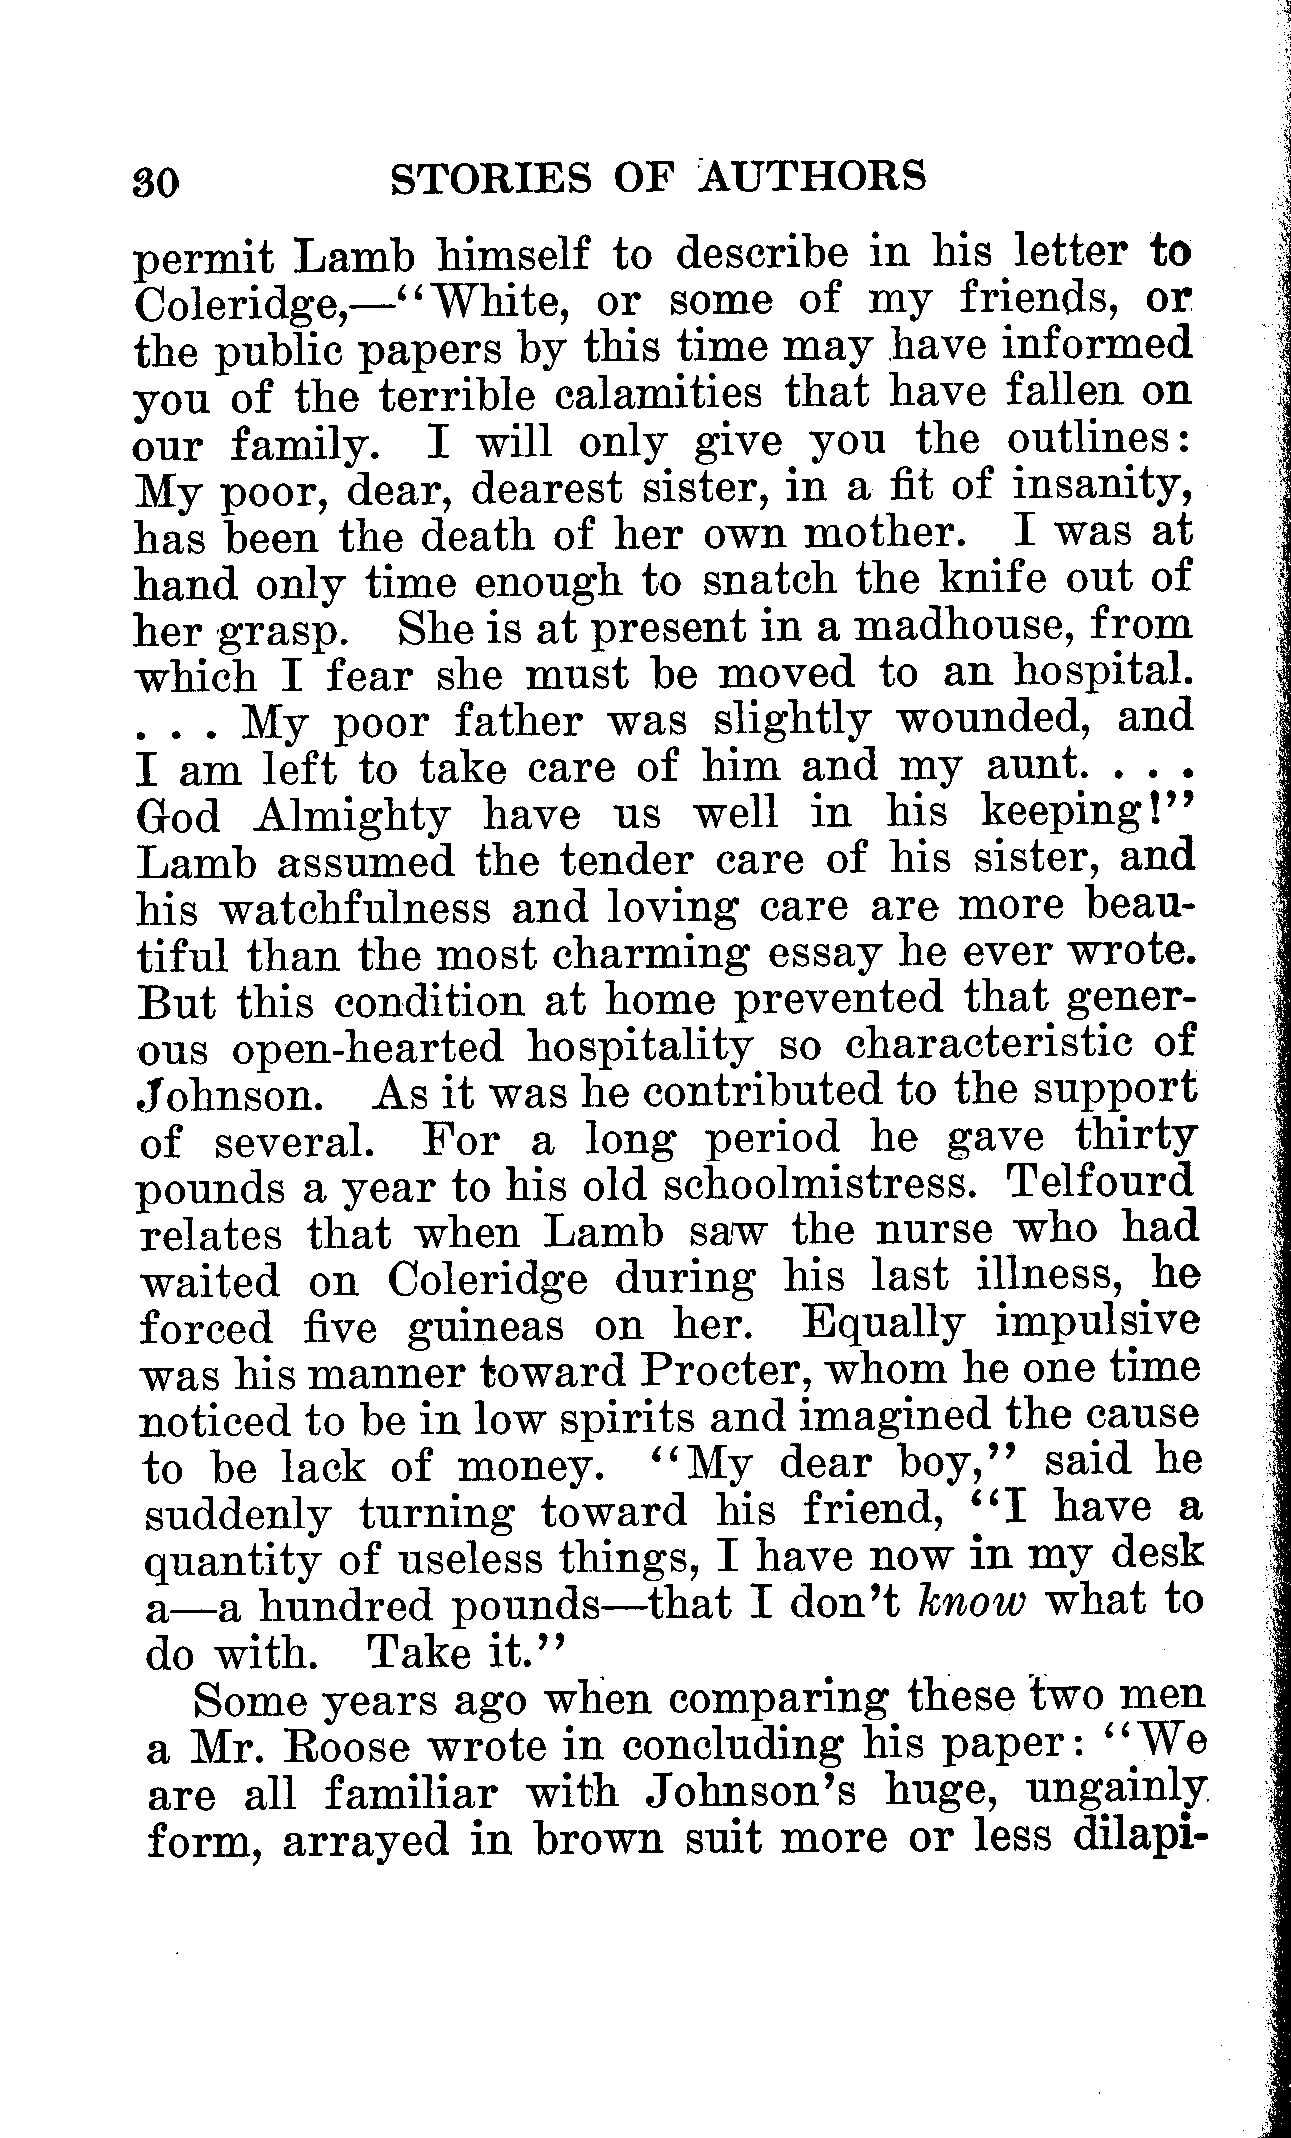 30 STORIES OF AUTHORS
permit Lamb himself to describe in his letter to
Coleridge,—“White, or some of my friends, or
the public papers by this time may have informed
you of the terrible calamities that have fallen on
our family. I will only give you the outlines:
My poor, dear, dearest sister, in a fit of insanity,
has been the death of her own mother. I was at
hand only time enough to snatch the knife out of
her grasp. She is at present in a madhouse, from
which I fear she must be moved to an hospital.
. . . My poor father was slightly wounded, and
I am left to take care of him and my aunt. . . .
God Almighty have us well in his keeping!”
Lamb assumed the tender care of his sister, and
his watchfulness and loving care are more beau-
tiful than the most charming essay he ever wrote.
But this condition at home prevented that gener-
ous open-hearted hospitality so characteristic of
Johnson. As it was he contributed to the support
of several. For a long period he gave thirty
pounds a year to his old schoolmistress. Telfourd
relates that when Lamb saw the nurse who had
waited on Coleridge during his last illness, he
forced five guineas on her. Equally impulsive
was his manner toward Procter, whom he one time
noticed to be in low spirits and imagined the cause
to be lack of money. “My dear boy,” said he
suddenly turning toward his friend, “I have a
quantity of useless things, I have now in my desk
a—a hundred pounds—that I don’t know what to
do with. Take it.”
Some years ago when comparing these two men
a Mr. Roose wrote in concluding his paper: “We
are all familiar with Johnson’s huge, ungainly
form, arrayed in brown suit more or less dilapi-